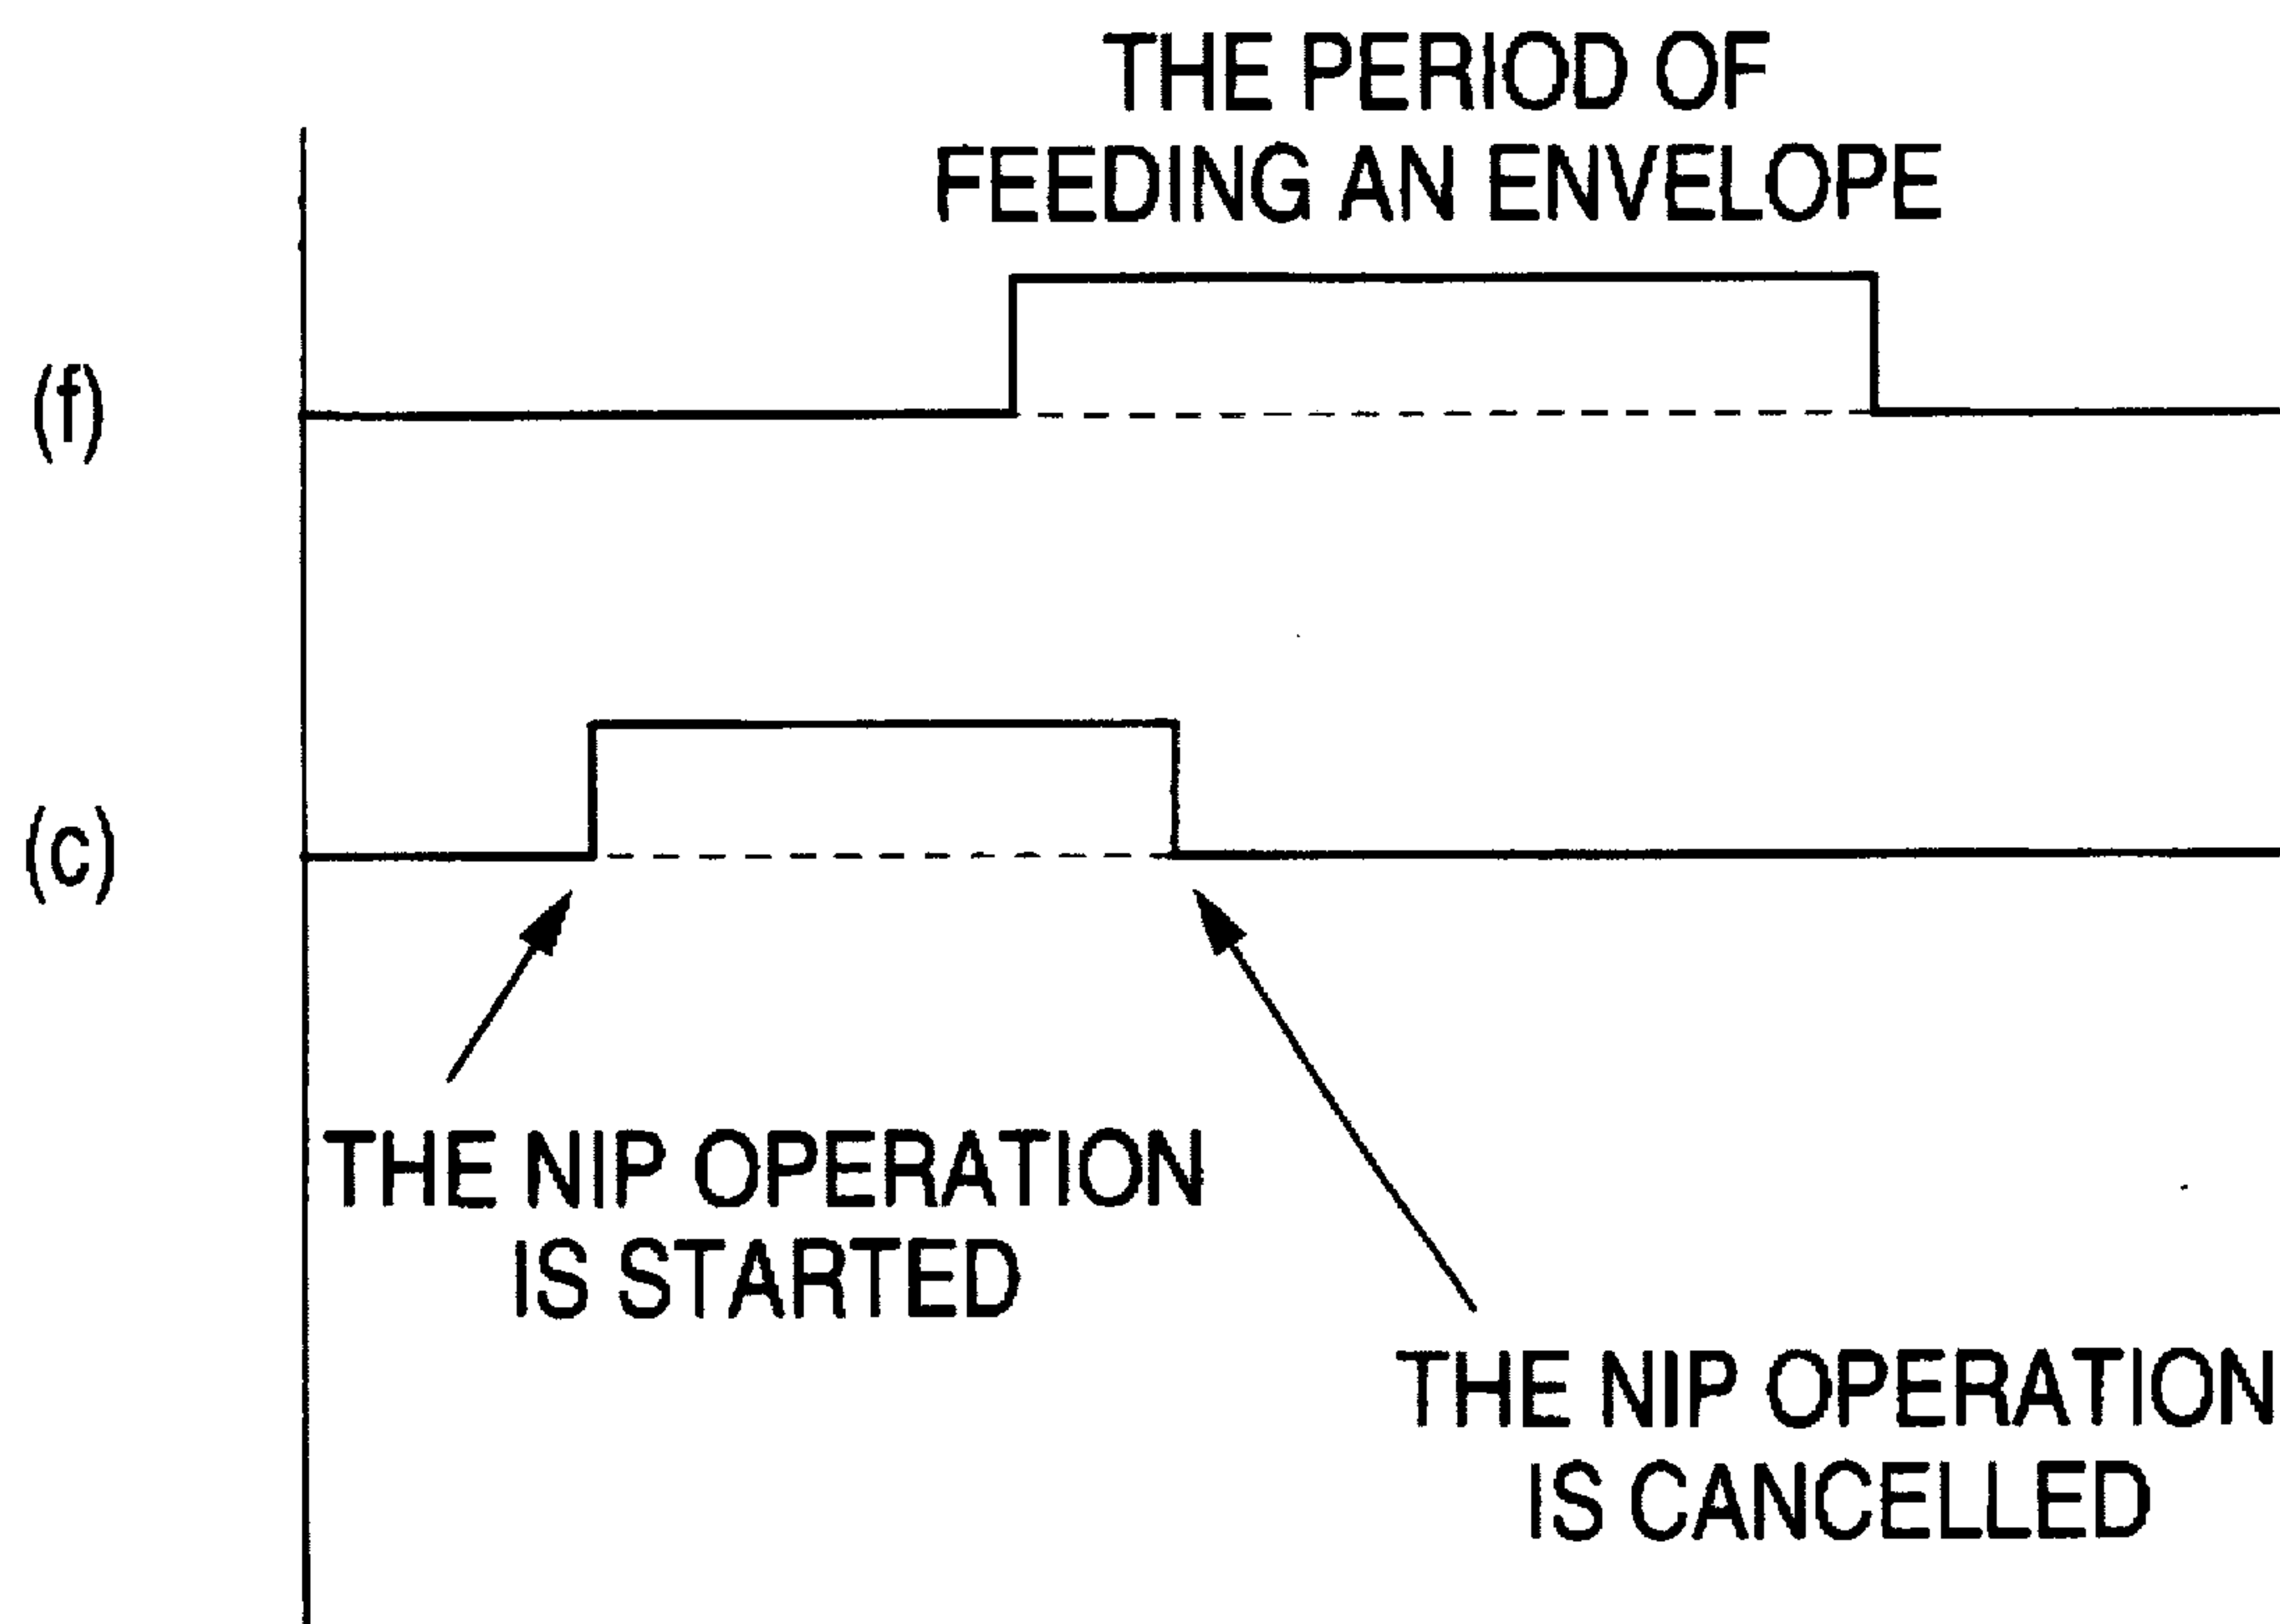 THE PERIOD OF
FEEDING AN ENVELOPE
(f)
(c)
THE NIP OPERATION
IS STARTED
THE NIP OPERATION
IS CANCELLED